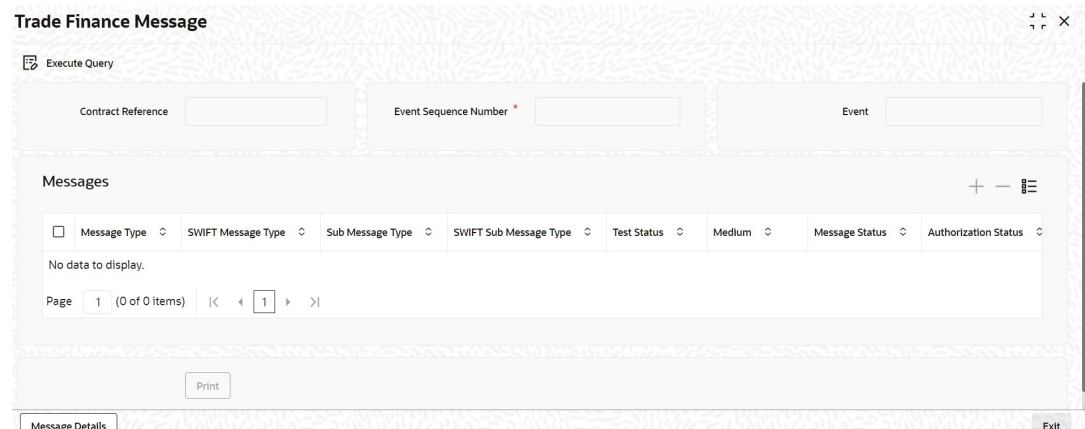 Trade Finance Message
Execute Query
Contract Reference Event Sequence Number * Event
Messages
Message Type SWIFT Message Type Sub Message Type SWIFT Sub Message Type Test Status Medium Message Status Authorization Status
No data to display.
Page 1 (0 of 0 items) 1
Print
Message Details Exit